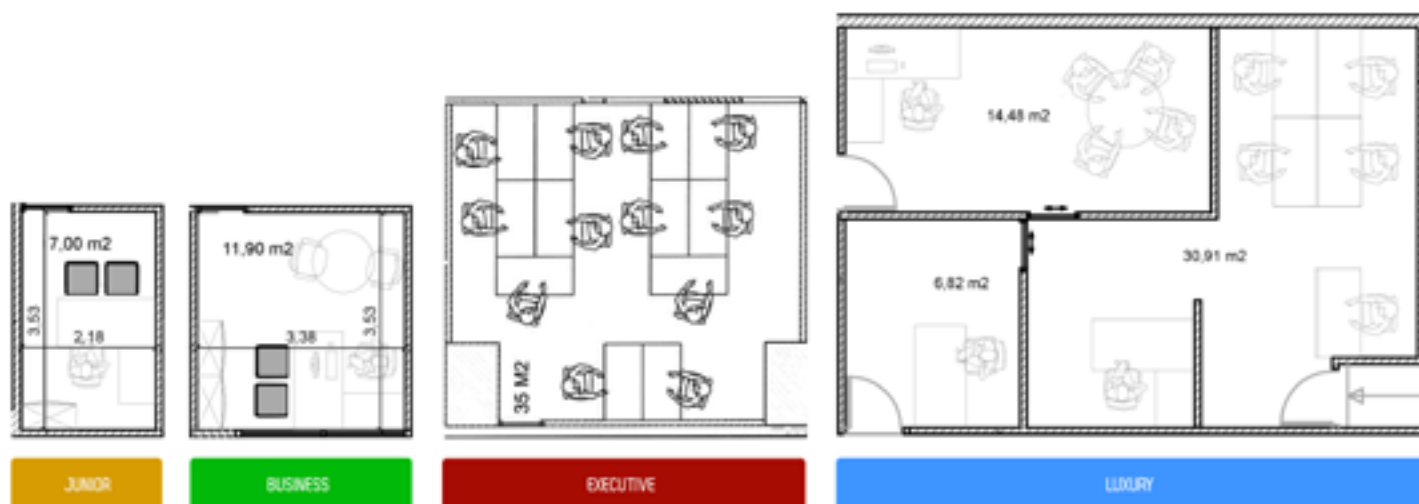 7,00 m2
3.53
2,18
JUNIOR
11,90 m2
3,38
3.53
BUSINESS
35 M2
EXECUTIVE
14,48 m2
6,82 m2
30,91 m2
LUXURY